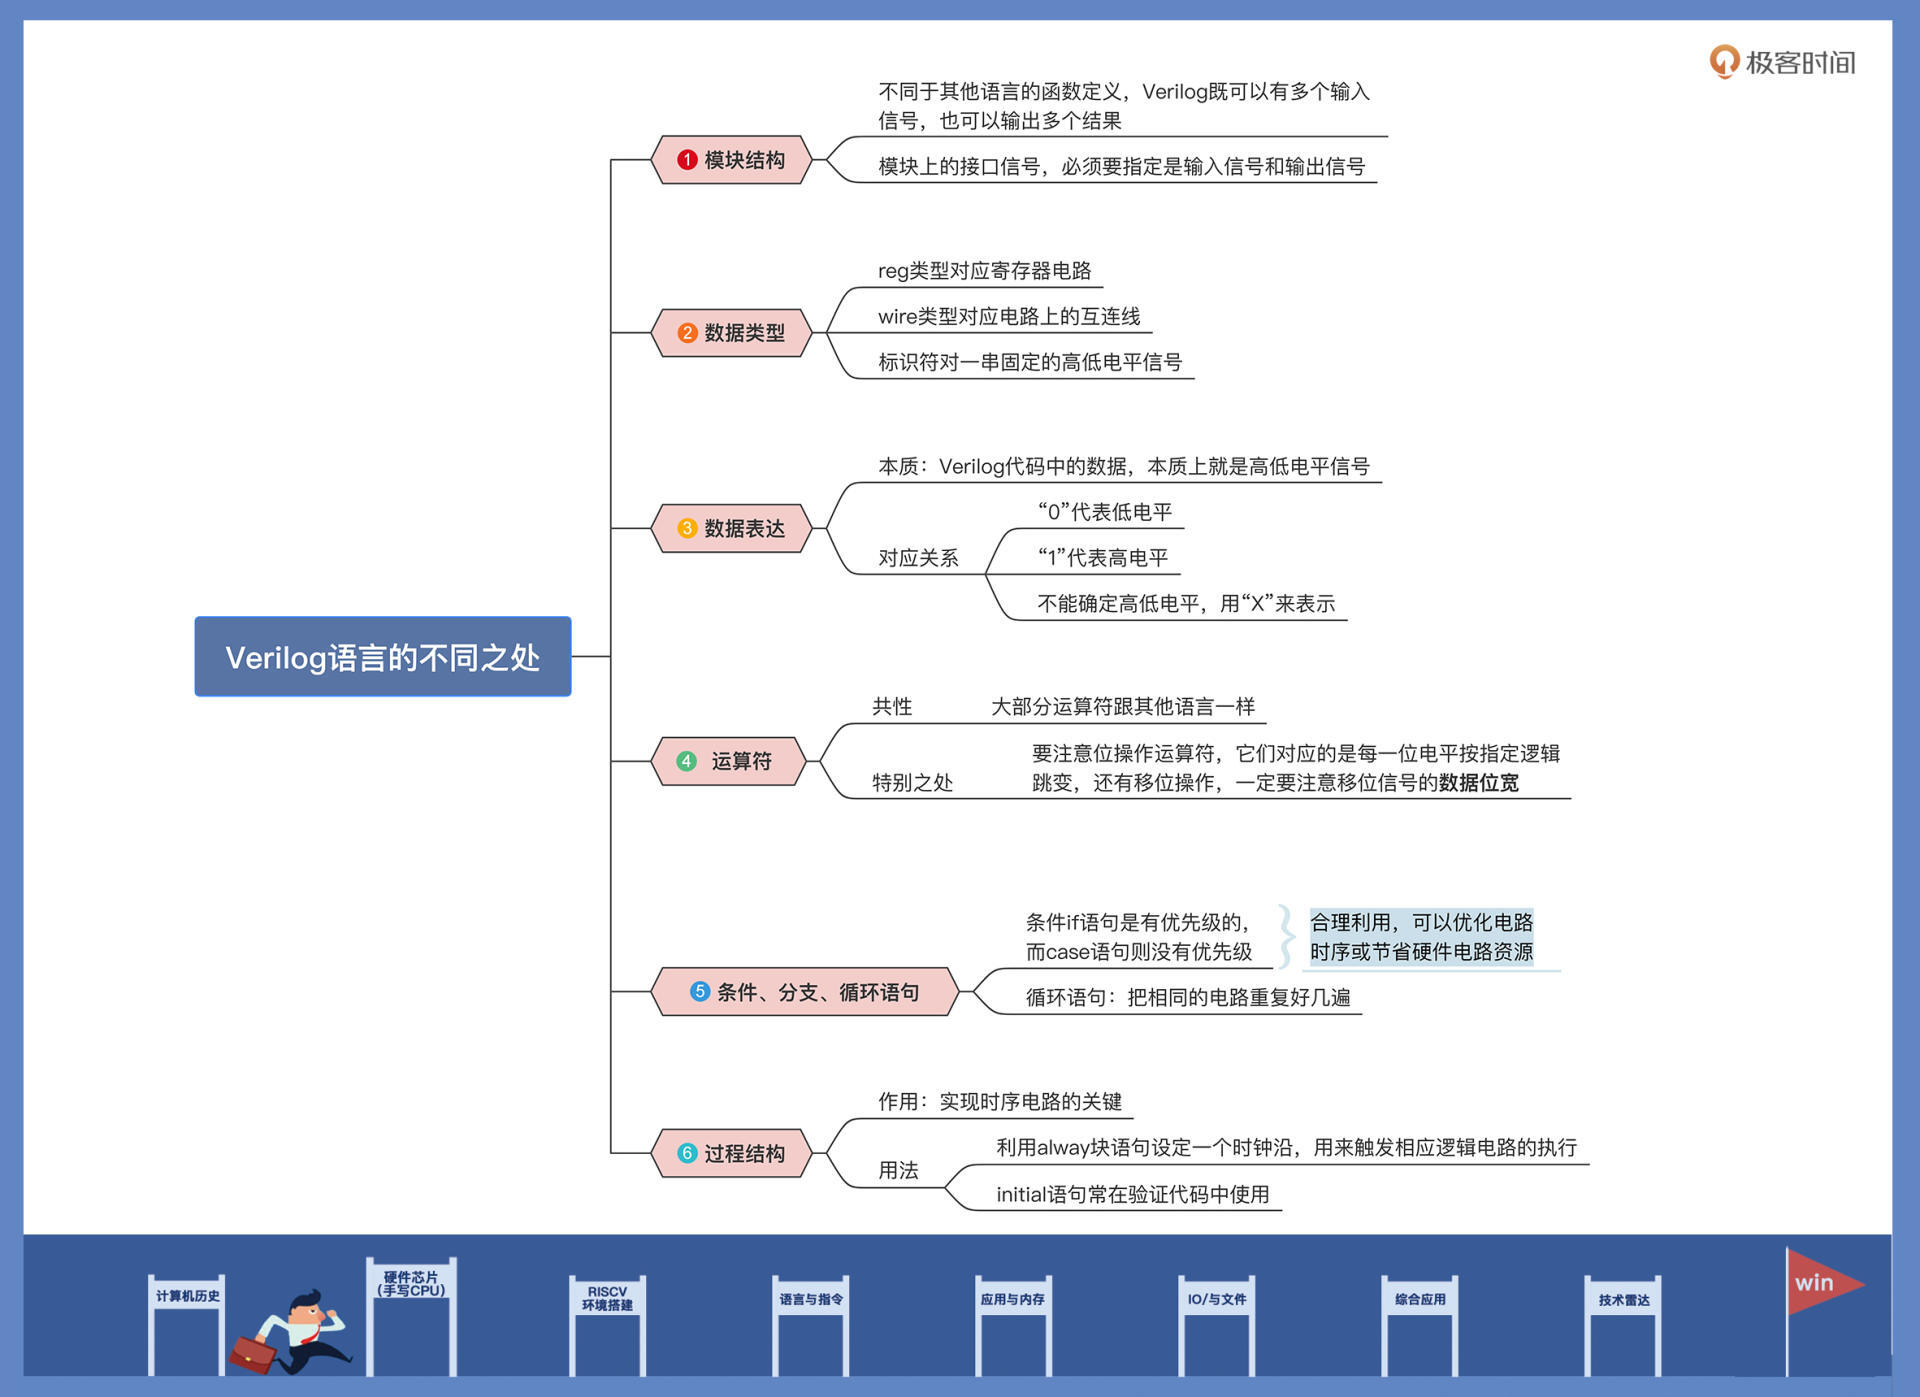 极客时间
Verilog语言的不同之处
1 模块结构
不同于其他语言的函数定义，Verilog既可以有多个输入
信号，也可以输出多个结果
模块上的接口信号，必须要指定是输入信号和输出信号
2 数据类型
reg类型对应寄存器电路
wire类型对应电路上的互连线
标识符对一串固定的高低电平信号
3 数据表达
本质：Verilog代码中的数据，本质上就是高低电平信号
对应关系
“0”代表低电平
“1”代表高电平
不能确定高低电平，用“X”来表示
4 运算符
共性
大部分运算符跟其他语言一样
特别之处
要注意位操作运算符，它们对应的是每一位电平按指定逻辑
跳变，还有移位操作，一定要注意移位信号的数据位宽
5 条件、分支、循环语句
条件if语句是有优先级的，
而case语句则没有优先级
合理利用，可以优化电路
时序或节省硬件电路资源
循环语句：把相同的电路重复好几遍
6 过程结构
作用：实现时序电路的关键
用法
利用alway块语句设定一个时钟沿，用来触发相应逻辑电路的执行
initial语句常在验证代码中使用
计算机历史
硬件芯片
(手写CPU)
RISCV
环境搭建
语言与指令
应用与内存
IO/与文件
综合应用
技术雷达
win